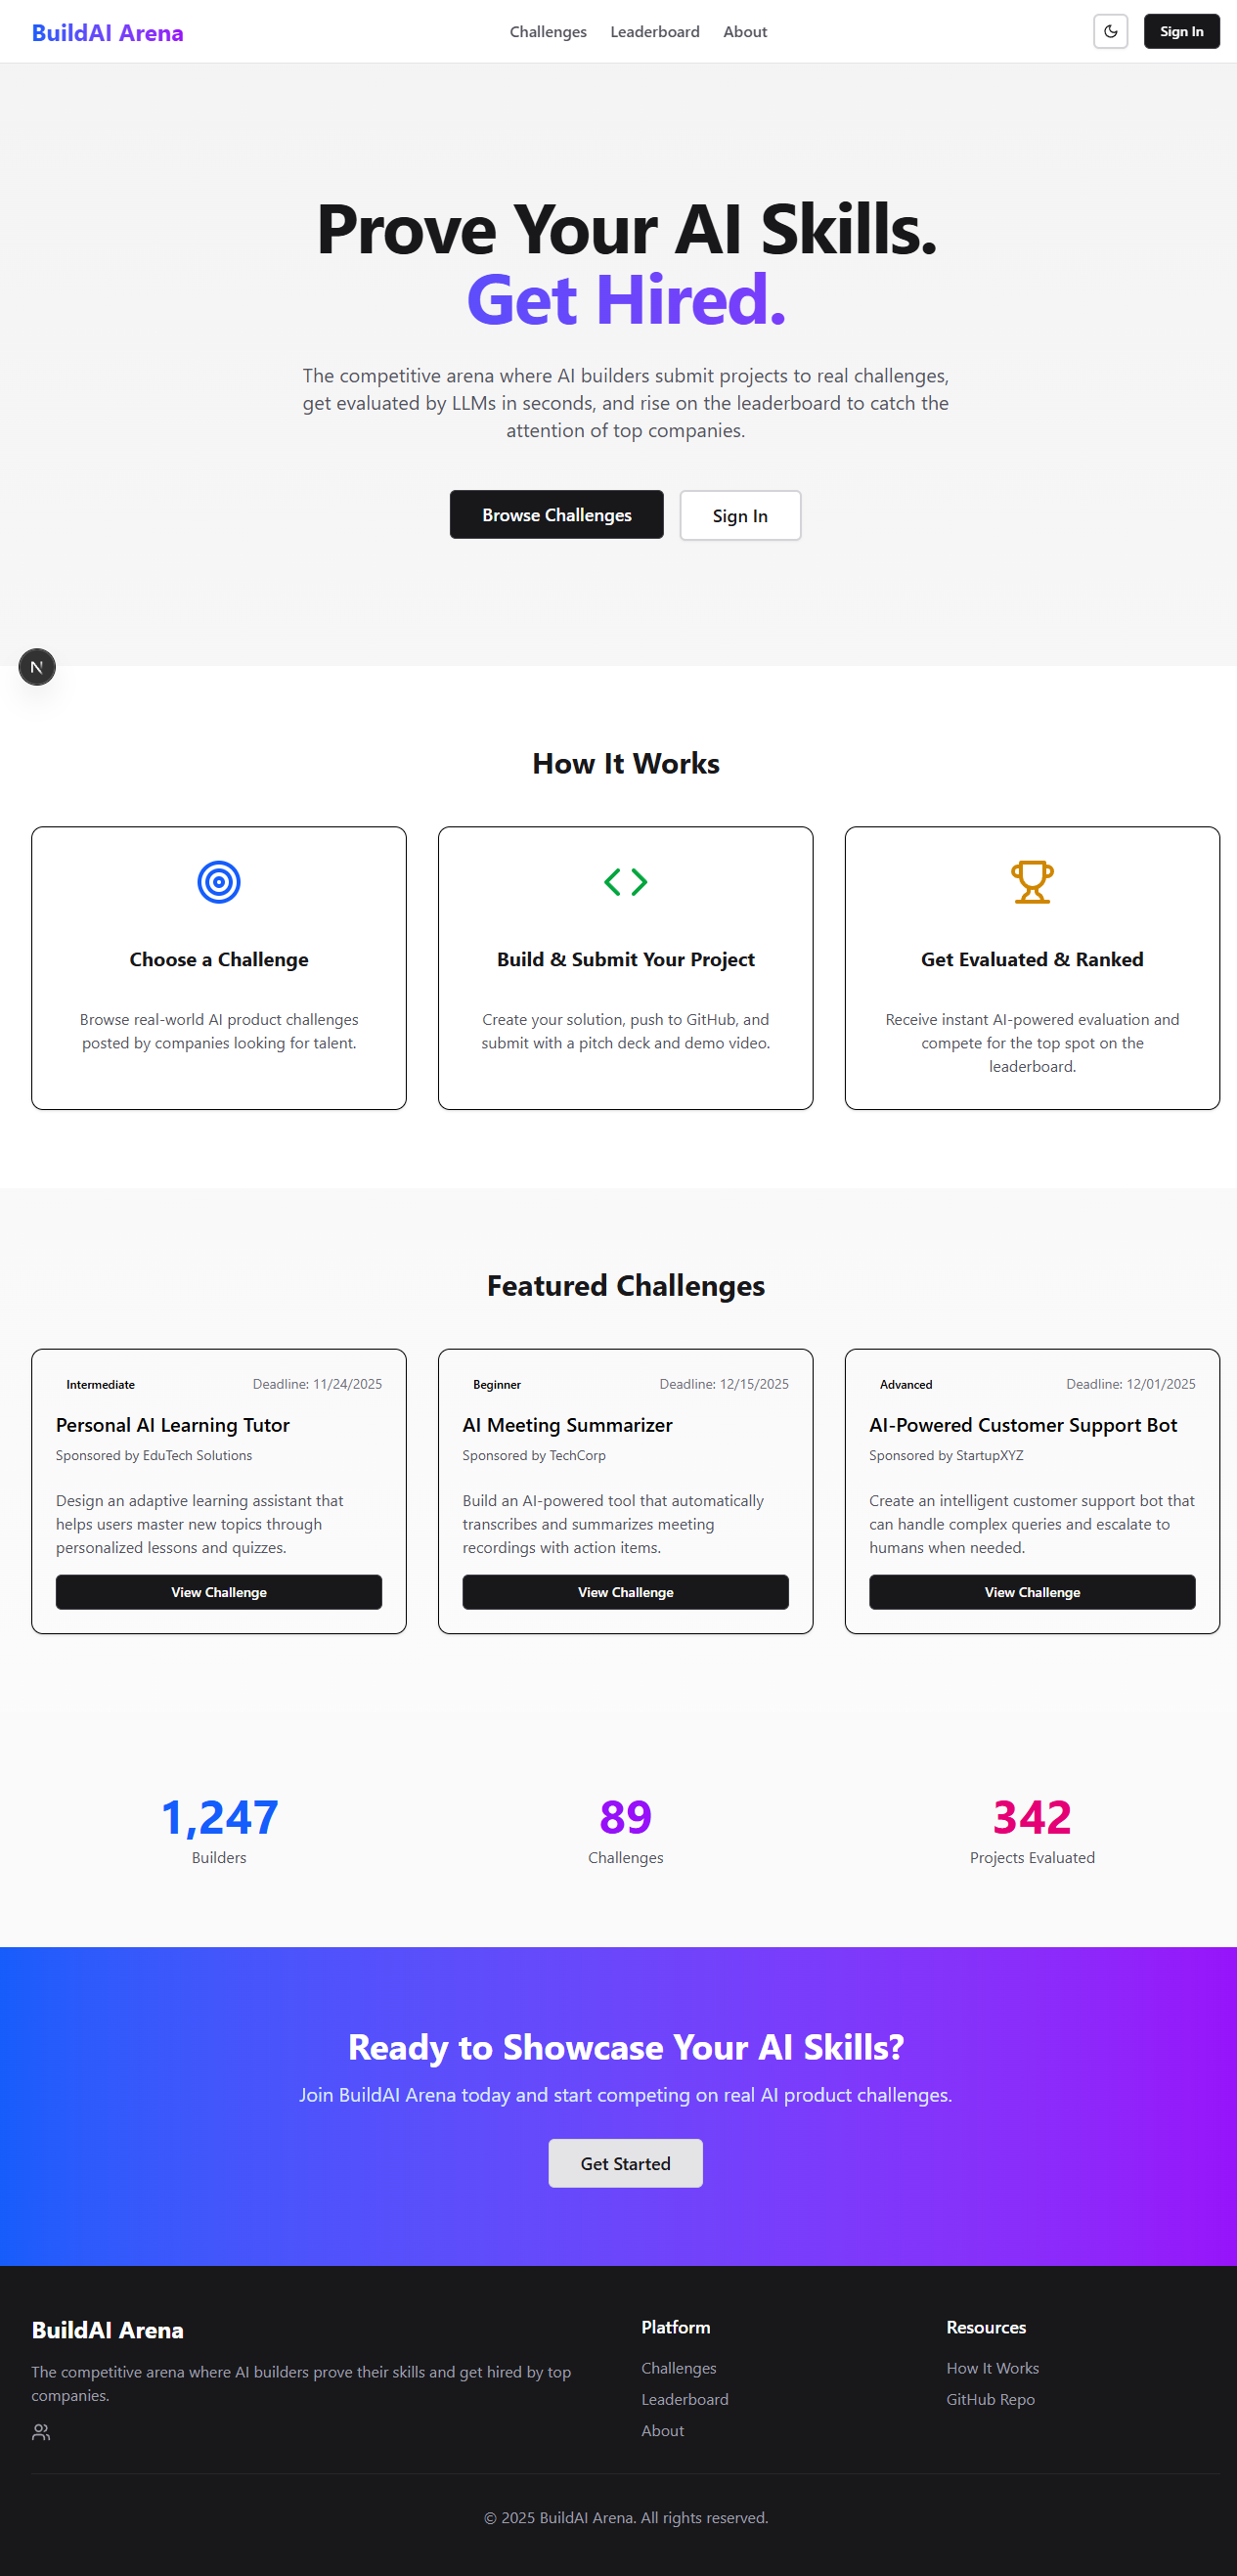 BuildAI Arena
Challenges Leaderboard About
Sign In
Prove Your AI Skills.
Get Hired.
The competitive arena where AI builders submit projects to real challenges,
get evaluated by LLMs in seconds, and rise on the leaderboard to catch the
attention of top companies.
Browse Challenges
Sign In
N
How It Works
Choose a Challenge
Browse real-world AI product challenges
posted by companies looking for talent.
Build & Submit Your Project
Create your solution, push to GitHub, and
submit with a pitch deck and demo video.
Get Evaluated & Ranked
Receive instant AI-powered evaluation and
compete for the top spot on the
leaderboard.
Featured Challenges
Intermediate
Deadline: 11/24/2025
Personal AI Learning Tutor
Sponsored by EduTech Solutions
Design an adaptive learning assistant that
helps users master new topics through
personalized lessons and quizzes.
View Challenge
Beginner
Deadline: 12/15/2025
AI Meeting Summarizer
Sponsored by TechCorp
Build an AI-powered tool that automatically
transcribes and summarizes meeting
recordings with action items.
View Challenge
Advanced
Deadline: 12/01/2025
AI-Powered Customer Support Bot
Sponsored by StartupXYZ
Create an intelligent customer support bot that
can handle complex queries and escalate to
humans when needed.
View Challenge
1,247
Builders
89
Challenges
342
Projects Evaluated
Ready to Showcase Your AI Skills?
Join BuildAI Arena today and start competing on real AI product challenges.
Get Started
BuildAI Arena
The competitive arena where AI builders prove their skills and get hired by top
companies.
Platform
Challenges
Leaderboard
About
Resources
How It Works
GitHub Repo
© 2025 BuildAI Arena. All rights reserved.